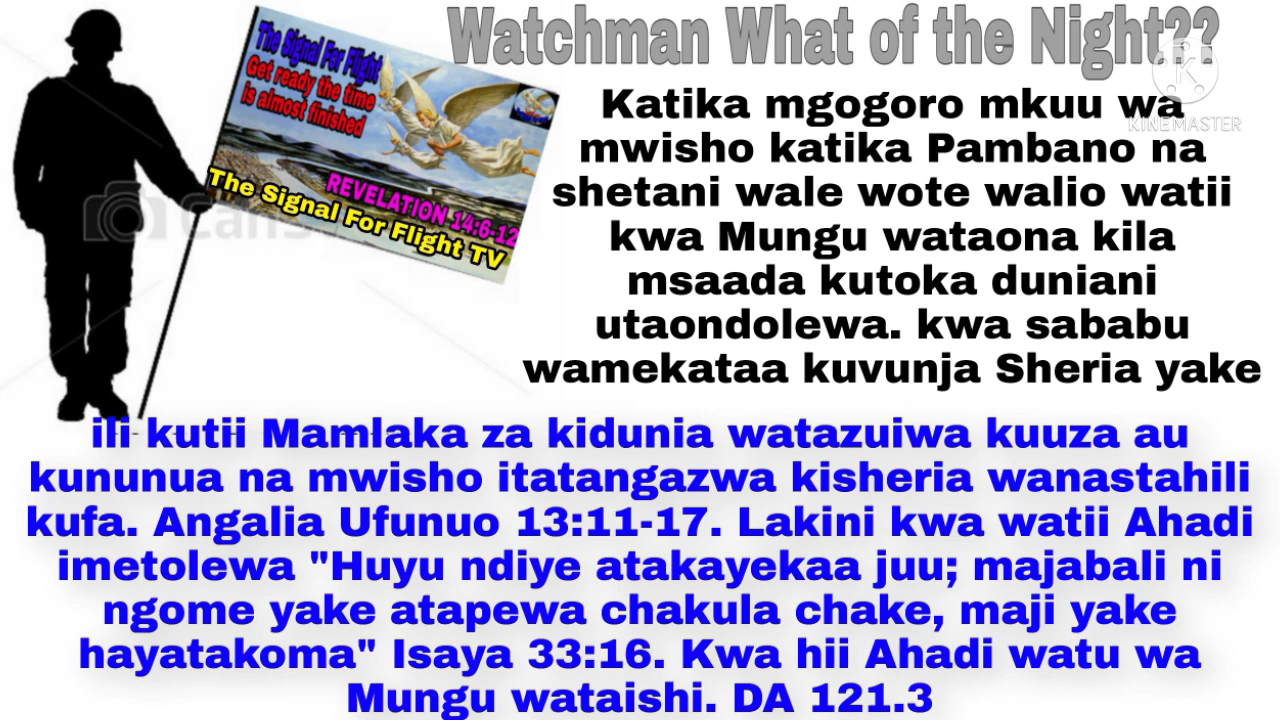 Watchman What of the Night??
The Signal For Flight
Get ready the time
is almost finished
REVELATION 14:6-12
The Signal For Flight TV
K
KINEMASTER
Katika mgogoro mkuu wa
mwisho katika Pambano na
shetani wale wote walio watii
kwa Mungu wataona kila
msaada kutoka duniani
utaondolewa. kwa sababu
wamekataa kuvunja Sheria yake
ili kutii Mamlaka za kidunia watazuiwa kuuza au
kununua na mwisho itatangazwa kisheria wanastahili
kufa. Angalia Ufunuo 13:11-17. Lakini kwa watii Ahadi
imetolewa "Huyu ndiye atakayekaa juu; majabali ni
ngome yake atapewa chakula chake, maji yake
hayatakoma" Isaya 33:16. Kwa hii Ahadi watu wa
Mungu wataishi. DA 121.3